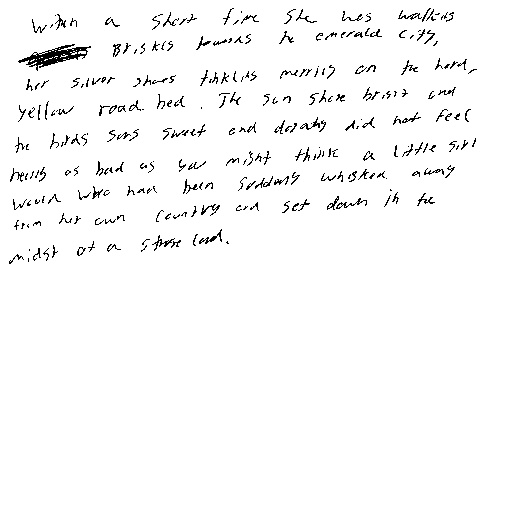 Within a short time she was walking
Briskly towards the emerald city,
her silver shoes tinkling merrily on the hard,
yellow road bed. The sun shone bright and
the birds sang sweet and dorothy did not feel
nearly as bad as you might think a little girl
would who had been suddenly whisked away
from her own country and set down in the
midst of a strange land.